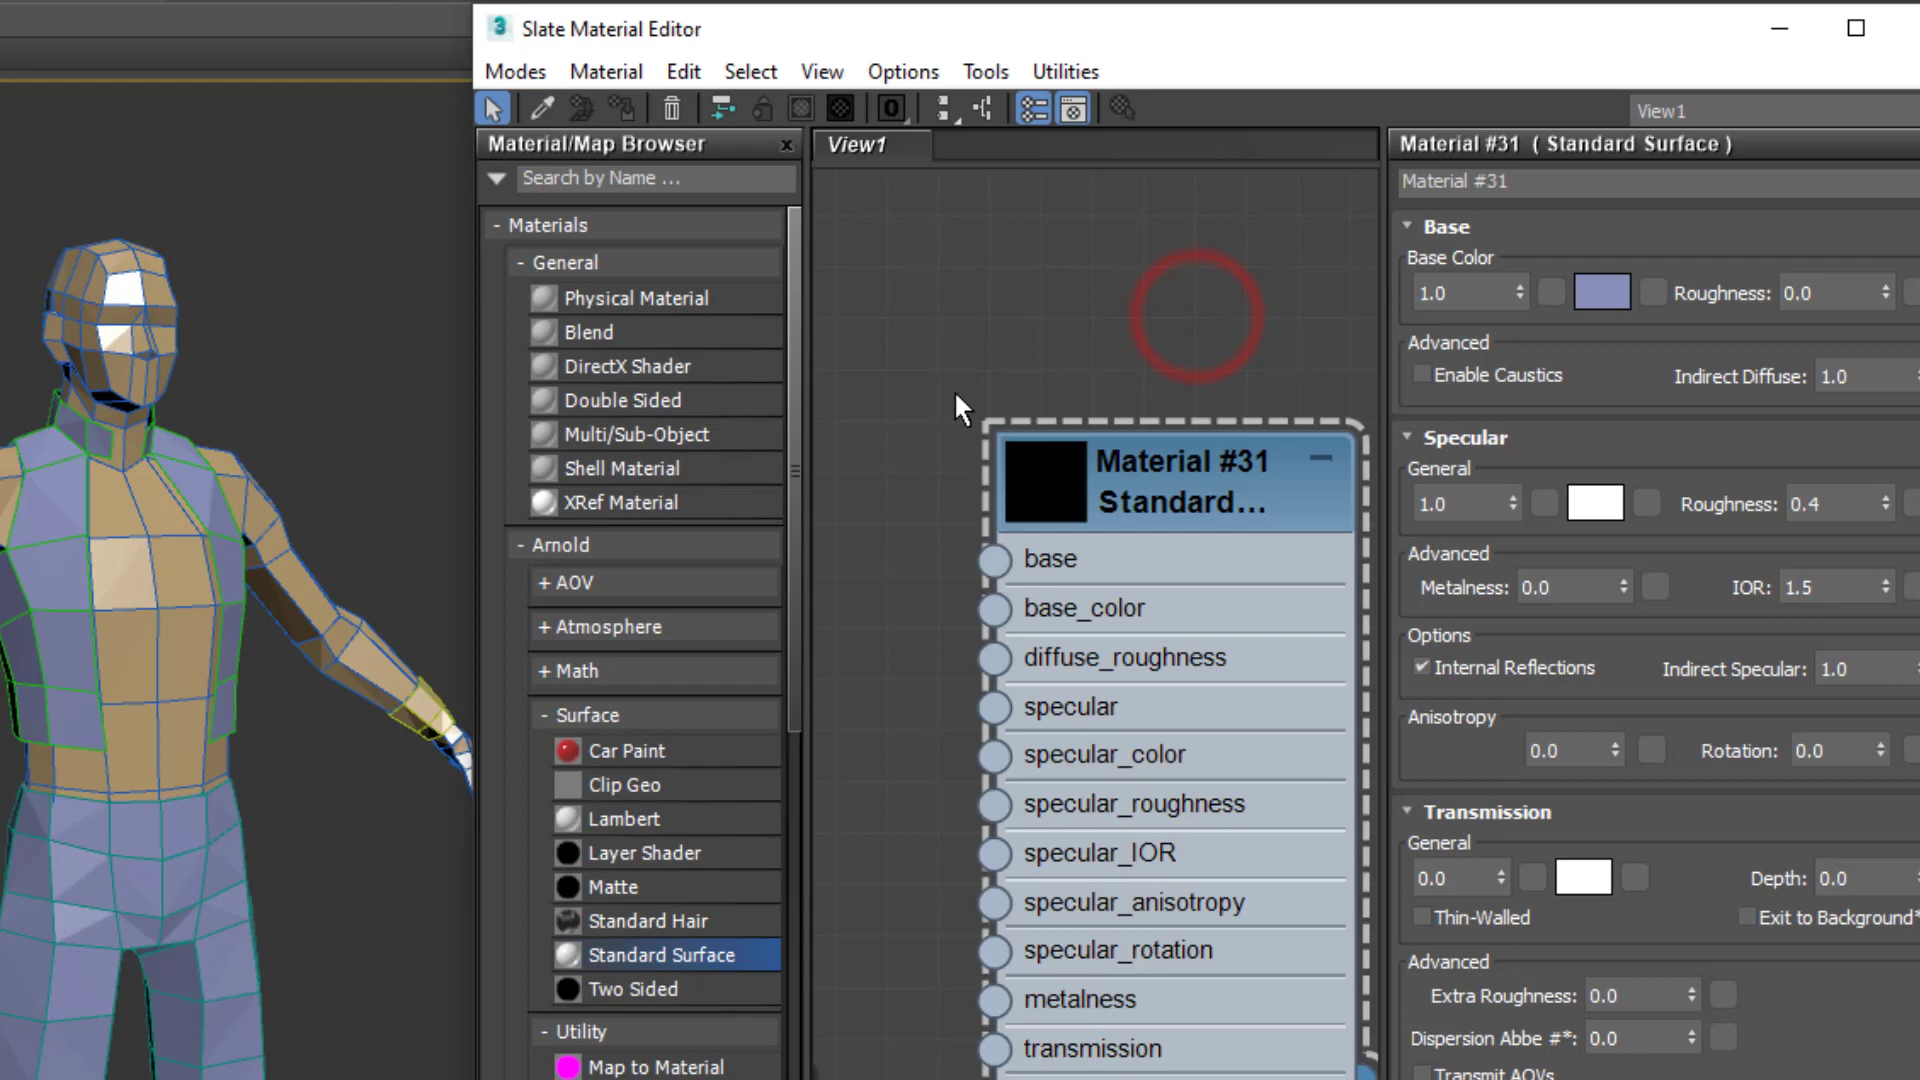 3 Slate Material Editor
Modes Material Edit Select View Options Tools Utilities
0
View1
Material/Map Browser x
Search by Name ...
- Materials
- General
Physical Material
Blend
DirectX Shader
Double Sided
Multi/Sub-Object
Shell Material
XRef Material
- Arnold
+ AOV
+ Atmosphere
+ Math
- Surface
Car Paint
Clip Geo
Lambert
Layer Shader
Matte
Standard Hair
Standard Surface
Two Sided
- Utility
Map to Material
View1
Material #31
Standard...
base
base_color
diffuse_roughness
specular
specular_color
specular_roughness
specular_IOR
specular_anisotropy
specular_rotation
metalness
transmission
Material #31 ( Standard Surface )
Material #31
Base
Base Color
1.0 Roughness: 0.0
Advanced
Enable Caustics Indirect Diffuse: 1.0
Specular
General
1.0 Roughness: 0.4
Advanced
Metalness: 0.0 IOR: 1.5
Options
Internal Reflections Indirect Specular: 1.0
Anisotropy
0.0 Rotation: 0.0
Transmission
General
0.0 Depth: 0.0
Thin-Walled Exit to Background*
Advanced
Extra Roughness: 0.0
Dispersion Abbe #*: 0.0
Transmit AOVs